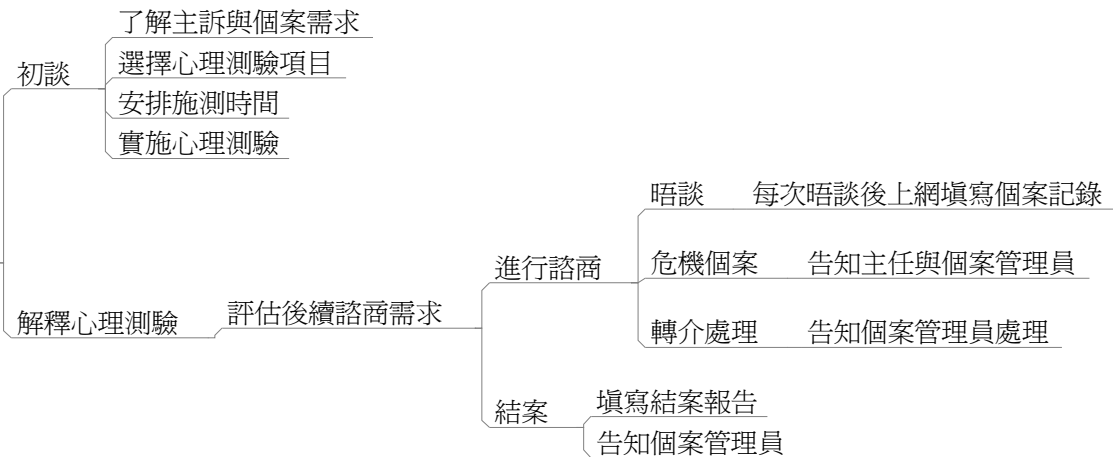 初談
了解主訴與個案需求
選擇心理測驗項目
安排施測時間
實施心理測驗
解釋心理測驗
評估後續諮商需求
進行諮商
晤談
每次晤談後上網填寫個案記錄
危機個案
告知主任與個案管理員
轉介處理
告知個案管理員處理
結案
填寫結案報告
告知個案管理員